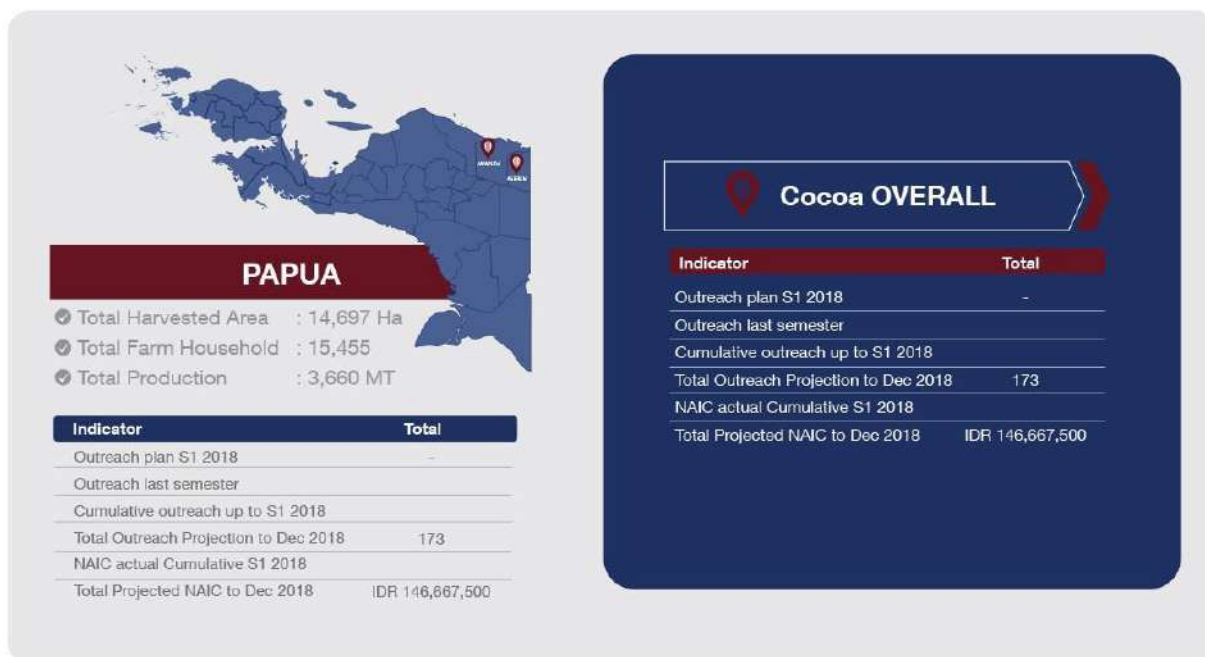 PAPUA
Total Harvested Area : 14,697 Ha
Total Farm Household : 15,455
Total Production : 3,660 MT
Indicator Total
Outreach plan S1 2018 -
Outreach last semester
Cumulative outreach up to S1 2018
Total Outreach Projection to Dec 2018 173
NAIC actual Cumulative S1 2018
Total Projected NAIC to Dec 2018 IDR 146,667,500
Cocoa OVERALL
Indicator Total
Outreach plan S1 2018 -
Outreach last semester
Cumulative outreach up to S1 2018
Total Outreach Projection to Dec 2018 173
NAIC actual Cumulative S1 2018
Total Projected NAIC to Dec 2018 IDR 146,667,500